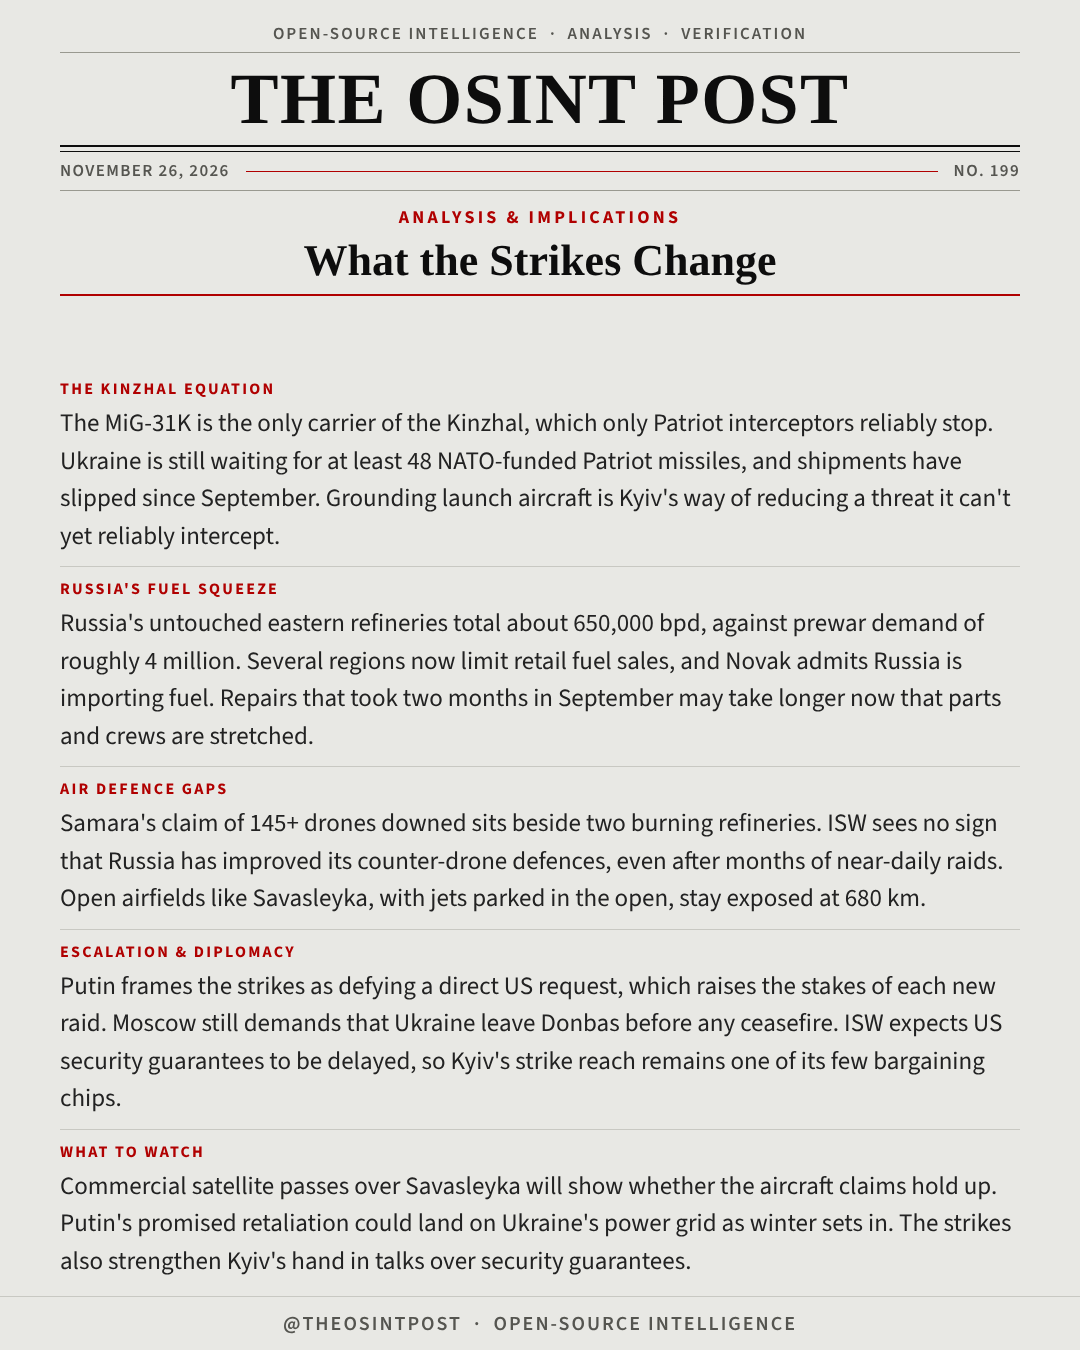 OPEN-SOURCE INTELLIGENCE · ANALYSIS · VERIFICATION
THE OSINT POST
NOVEMBER 26, 2026
NO. 199
ANALYSIS & IMPLICATIONS
What the Strikes Change
THE KINZHAL EQUATION
The MiG-31K is the only carrier of the Kinzhal, which only Patriot interceptors reliably stop.
Ukraine is still waiting for at least 48 NATO-funded Patriot missiles, and shipments have
slipped since September. Grounding launch aircraft is Kyiv's way of reducing a threat it can't
yet reliably intercept.
RUSSIA'S FUEL SQUEEZE
Russia's untouched eastern refineries total about 650,000 bpd, against prewar demand of
roughly 4 million. Several regions now limit retail fuel sales, and Novak admits Russia is
importing fuel. Repairs that took two months in September may take longer now that parts
and crews are stretched.
AIR DEFENCE GAPS
Samara's claim of 145+ drones downed sits beside two burning refineries. ISW sees no sign
that Russia has improved its counter-drone defences, even after months of near-daily raids.
Open airfields like Savasleyka, with jets parked in the open, stay exposed at 680 km.
ESCALATION & DIPLOMACY
Putin frames the strikes as defying a direct US request, which raises the stakes of each new
raid. Moscow still demands that Ukraine leave Donbas before any ceasefire. ISW expects US
security guarantees to be delayed, so Kyiv's strike reach remains one of its few bargaining
chips.
WHAT TO WATCH
Commercial satellite passes over Savasleyka will show whether the aircraft claims hold up.
Putin's promised retaliation could land on Ukraine's power grid as winter sets in. The strikes
also strengthen Kyiv's hand in talks over security guarantees.
@THEOSINTPOST · OPEN-SOURCE INTELLIGENCE